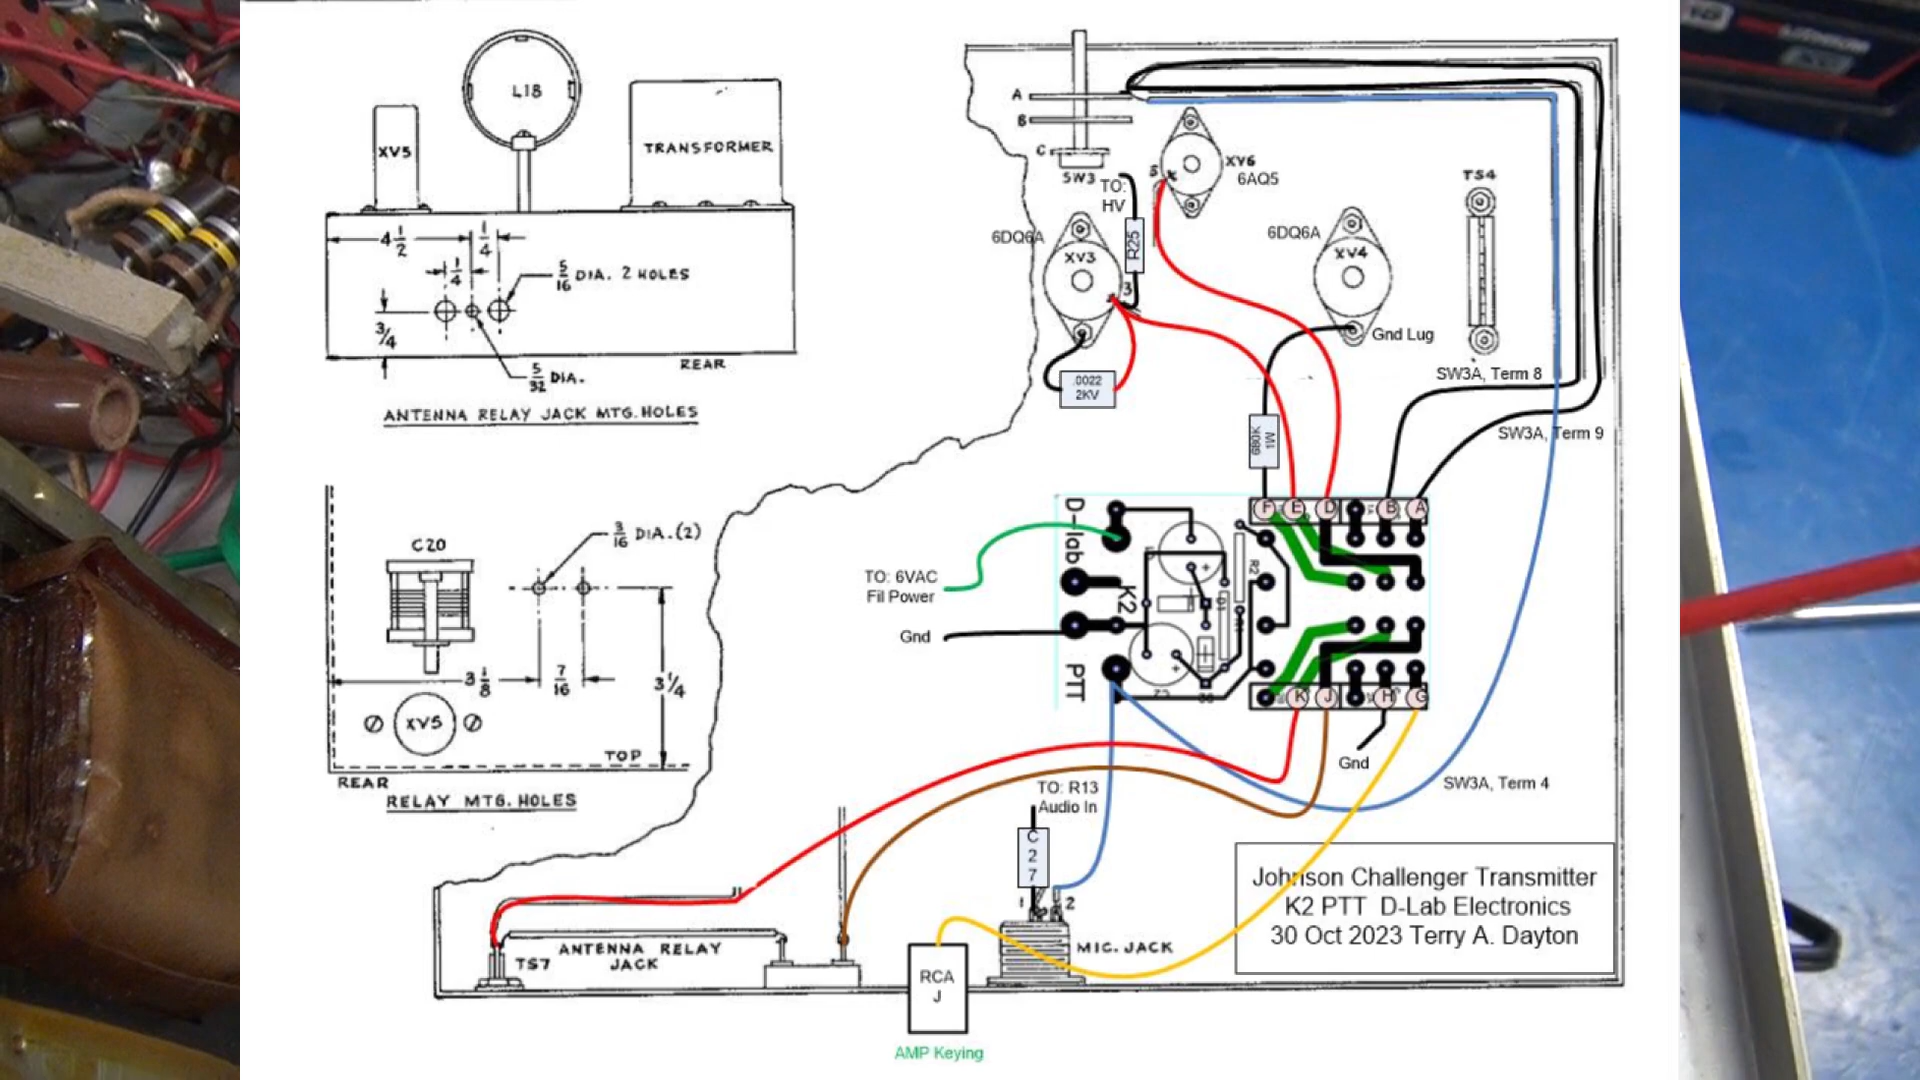 L18
XV5
TRANSFORMER
4 1/2
1/4
1/4
5/16 DIA. 2 HOLES
3/4
5/32 DIA.
REAR
ANTENNA RELAY JACK MTG. HOLES
C20
3/16 DIA.(2)
3 1/8
7/16
3 1/4
XV5
TOP
REAR
RELAY MTG. HOLES
A
B
C
SW3
TO:
HV
5
XV6
6AQ5
TS4
6DQ6A
XV3
R25
3
6DQ6A
XV4
Gnd Lug
.0022
2KV
SW3A, Term 8
SW3A, Term 9
680K
1W
D-lab
K2
PTT
F E D B A
R2
TO: 6VAC
Fil Power
Gnd
K J H G
Gnd
SW3A, Term 4
TO: R13
Audio In
C
2
7
1 2
MIC. JACK
TS7
ANTENNA RELAY
JACK
RCA
J
AMP Keying
Johnson Challenger Transmitter
K2 PTT D-Lab Electronics
30 Oct 2023 Terry A. Dayton